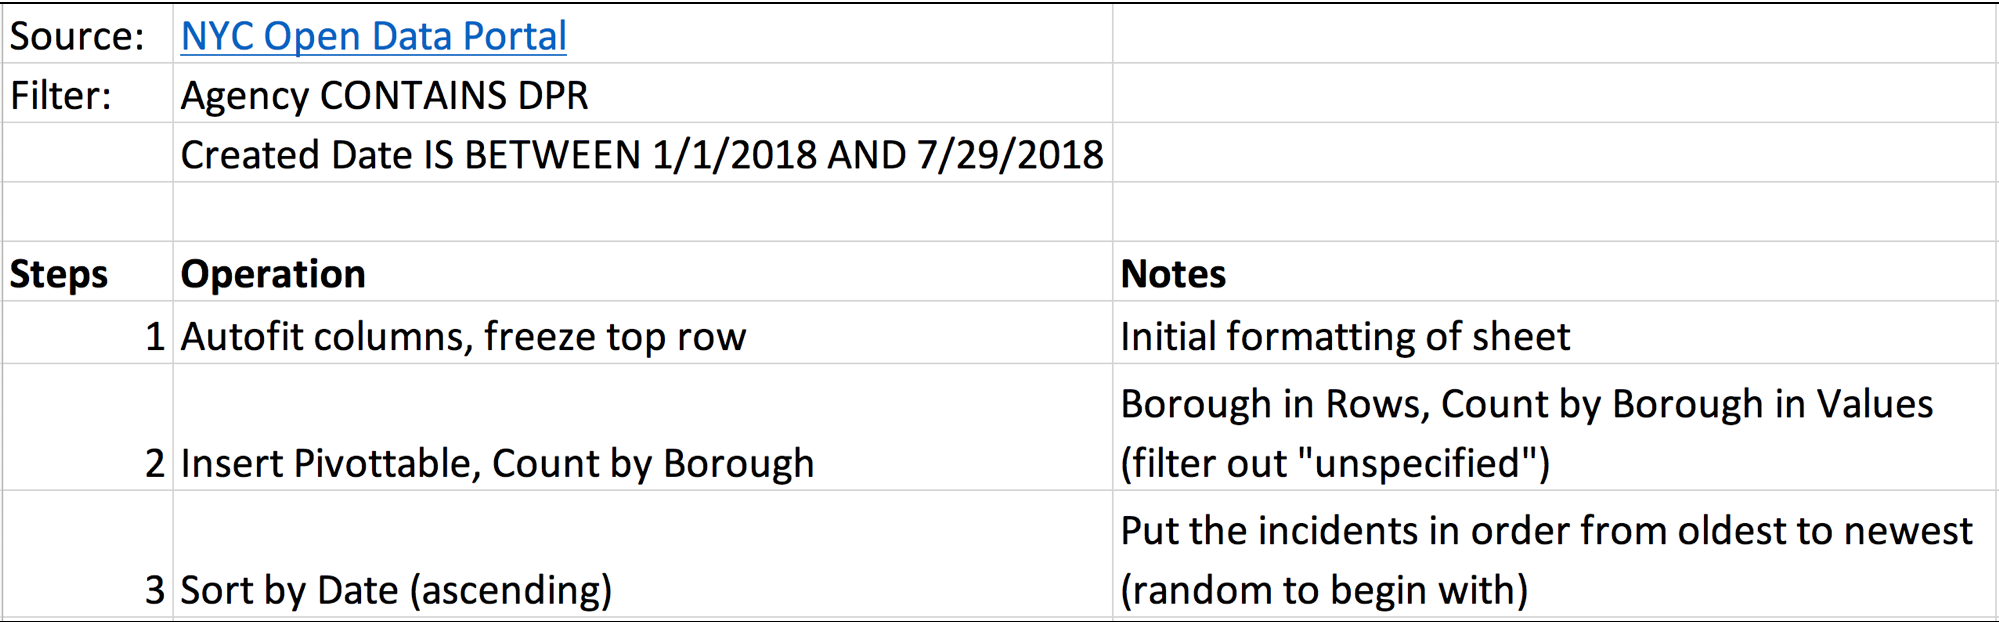 Source: NYC Open Data Portal
Filter: Agency CONTAINS DPR
Created Date IS BETWEEN 1/1/2018 AND 7/29/2018
Steps Operation Notes
1 Autofit columns, freeze top row Initial formatting of sheet
Borough in Rows, Count by Borough in Values
2 Insert Pivottable, Count by Borough (filter out "unspecified")
Put the incidents in order from oldest to newest
3 Sort by Date (ascending) (random to begin with)